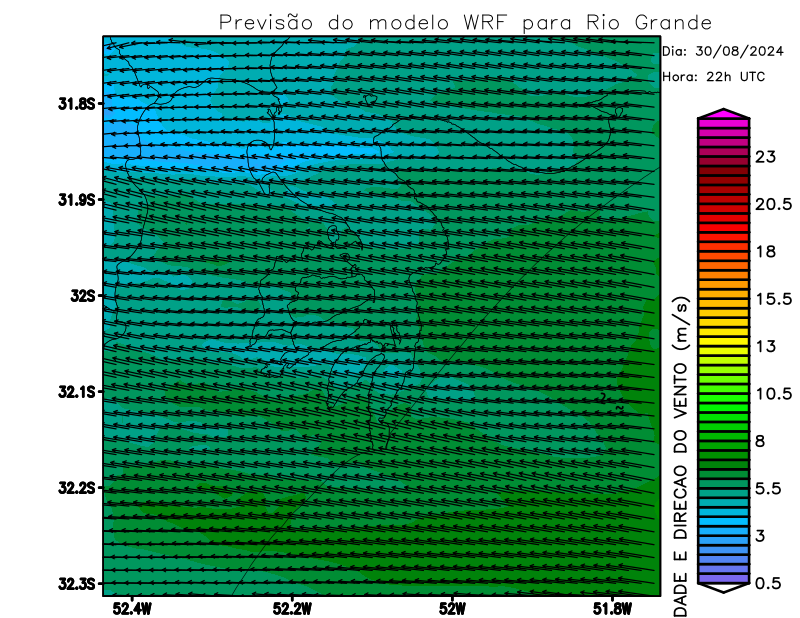 Previsão do modelo WRF para Rio Grande
Dia: 30/08/2024
Hora: 22h UTC
31.8S
31.9S
32S
32.1S
32.2S
32.3S
52.4W
52.2W
52W
51.8W
DADE E DIRECAO DO VENTO (m/s)
23
20.5
18
15.5
13
10.5
8
5.5
3
0.5